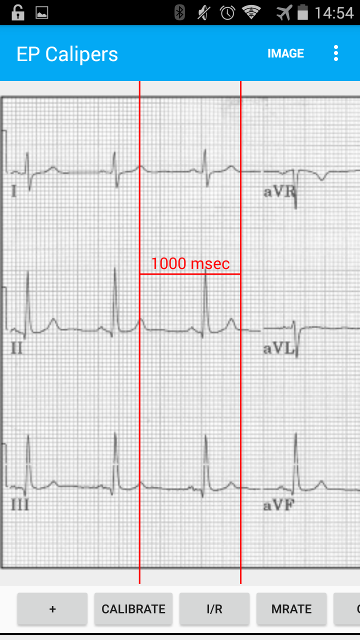 14:54
EP Calipers IMAGE
I aVR
1000 msec
II aVL
III aVF
+ CALIBRATE I/R MRATE